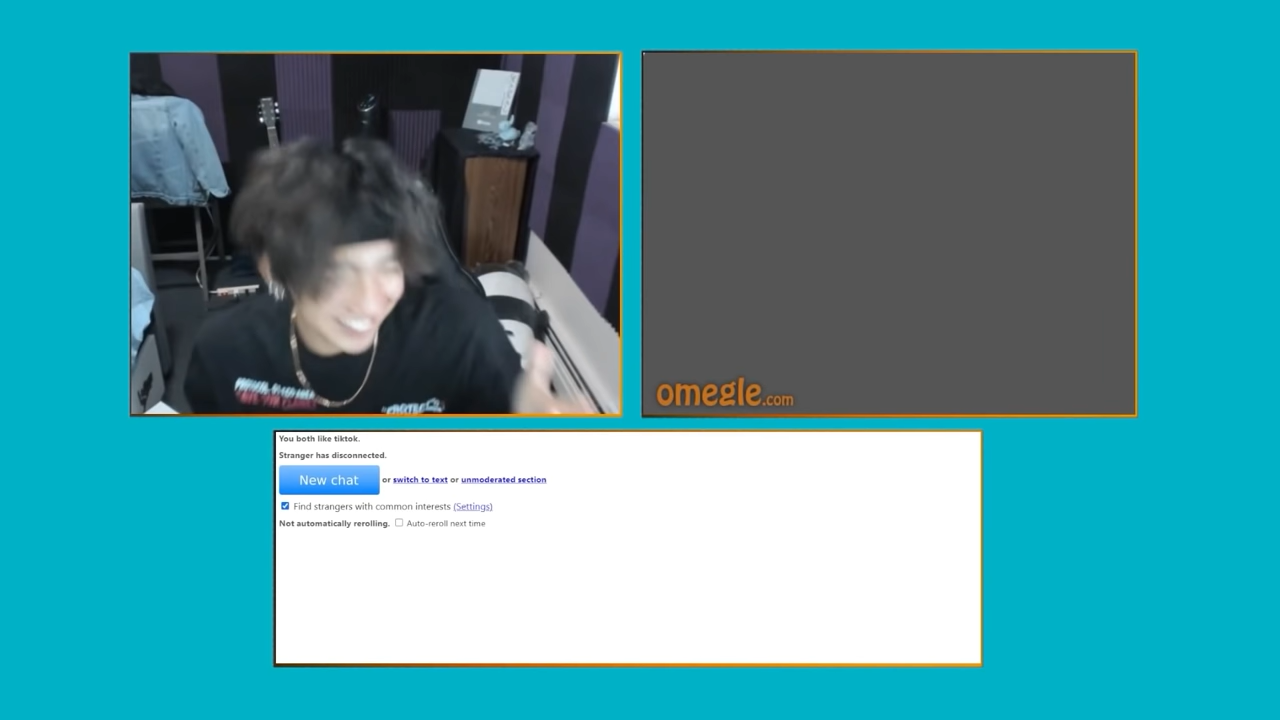 omegle.com
You both like tiktok.
Stranger has disconnected.
New chat or switch to text or unmoderated section
Find strangers with common interests (Settings)
Not automatically rerolling. Auto-reroll next time